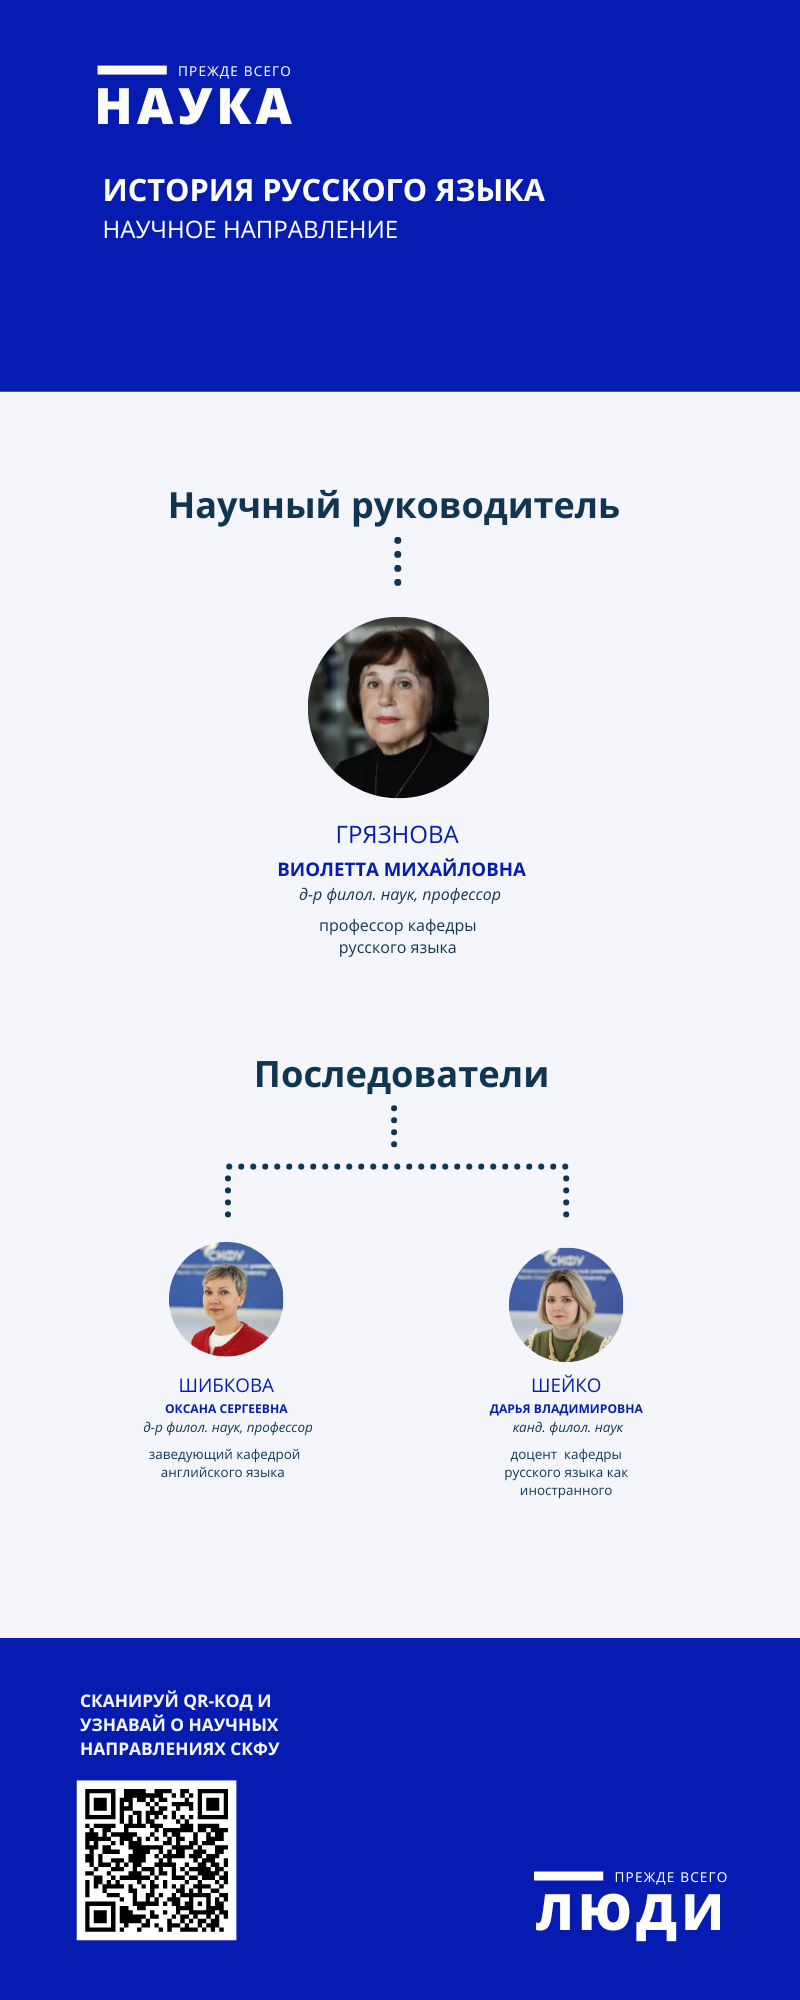 ПРЕЖДЕ ВСЕГО
НАУКА
ИСТОРИЯ РУССКОГО ЯЗЫКА
НАУЧНОЕ НАПРАВЛЕНИЕ
Научный руководитель
ГРЯЗНОВА
ВИОЛЕТТА МИХАЙЛОВНА
д-р филол. наук, профессор
профессор кафедры
русского языка
Последователи
СКФУ
СКФУ
ШИБКОВА
ОКСАНА СЕРГЕЕВНА
д-р филол. наук, профессор
заведующий кафедрой
английского языка
ШЕЙКО
ДАРЬЯ ВЛАДИМИРОВНА
канд. филол. наук
доцент кафедры
русского языка как
иностранного
СКАНИРУЙ QR-КОД И
УЗНАВАЙ О НАУЧНЫХ
НАПРАВЛЕНИЯХ СКФУ
ПРЕЖДЕ ВСЕГО
ЛЮДИ